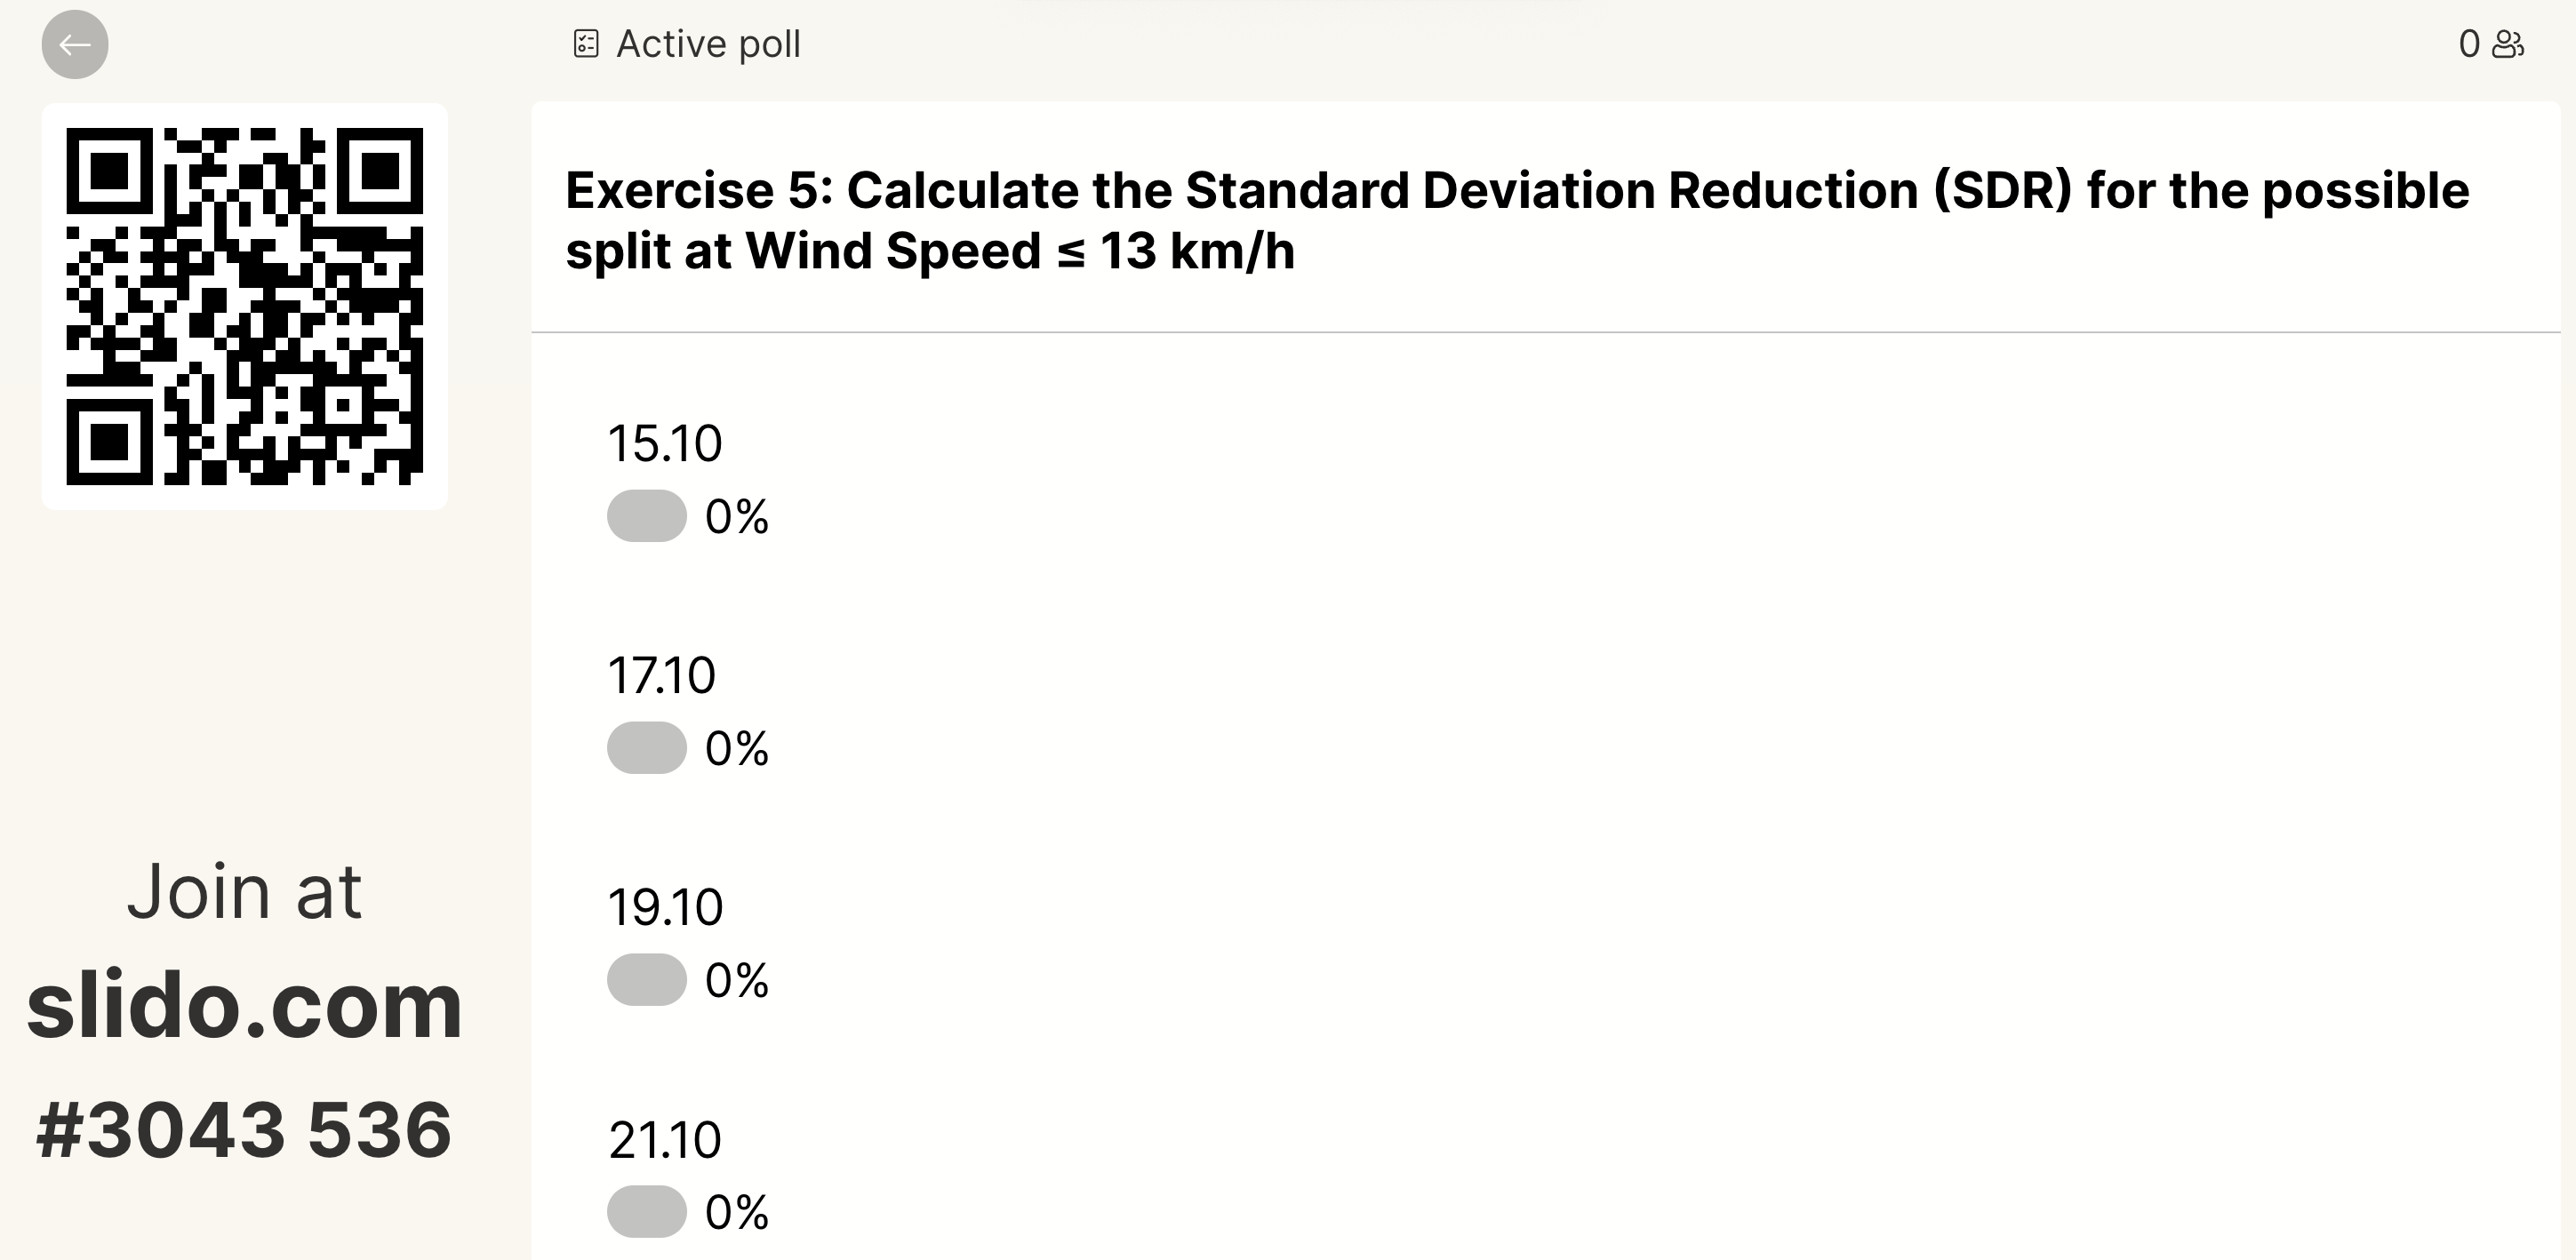 Active poll
0
Exercise 5: Calculate the Standard Deviation Reduction (SDR) for the possible
split at Wind Speed ≤ 13 km/h
15.10
0%
17.10
0%
19.10
0%
21.10
0%
Join at
slido.com
#3043 536